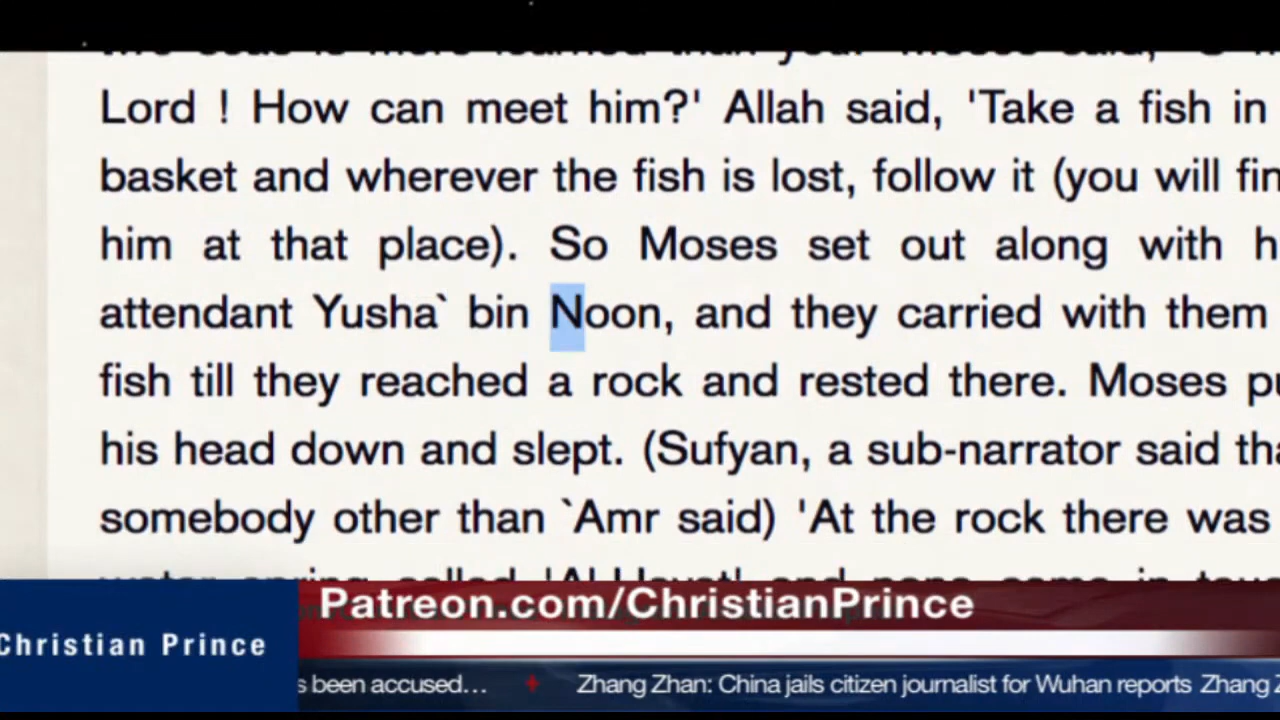 Lord ! How can meet him?' Allah said, 'Take a fish in
basket and wherever the fish is lost, follow it (you will
him at that place). So Moses set out along with
attendant Yusha` bin Noon, and they carried with them
fish till they reached a rock and rested there. Moses
his head down and slept. (Sufyan, a sub-narrator said
somebody other than `Amr said) 'At the rock there was
Patreon.com/ChristianPrince
Christian Prince
s been accused... Zhang Zhan: China jails citizen journalist for Wuhan reports Zhang